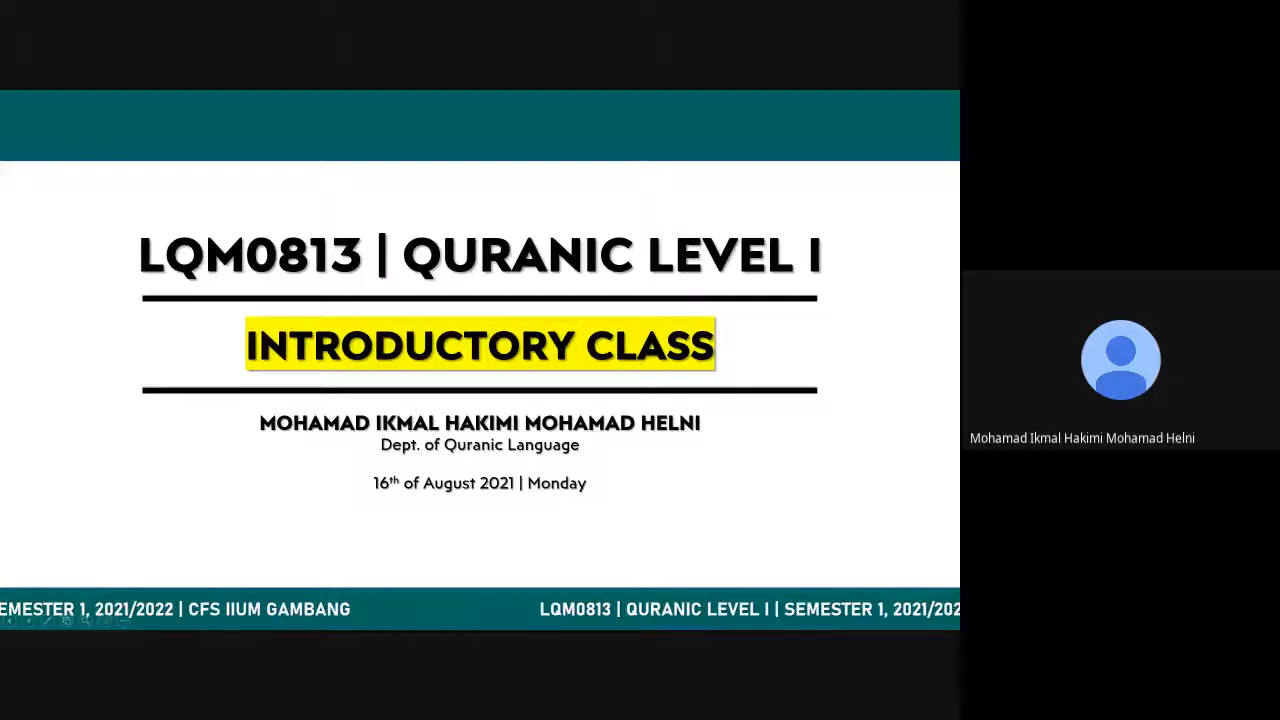 LQM0813 | QURANIC LEVEL I
INTRODUCTORY CLASS
MOHAMAD IKMAL HAKIMI MOHAMAD HELNI
Dept. of Quranic Language
16th of August 2021 | Monday
Mohamad Ikmal Hakimi Mohamad Helni
EMESTER 1, 2021/2022 | CFS IIUM GAMBANG
LQM0813 | QURANIC LEVEL I | SEMESTER 1, 2021/202